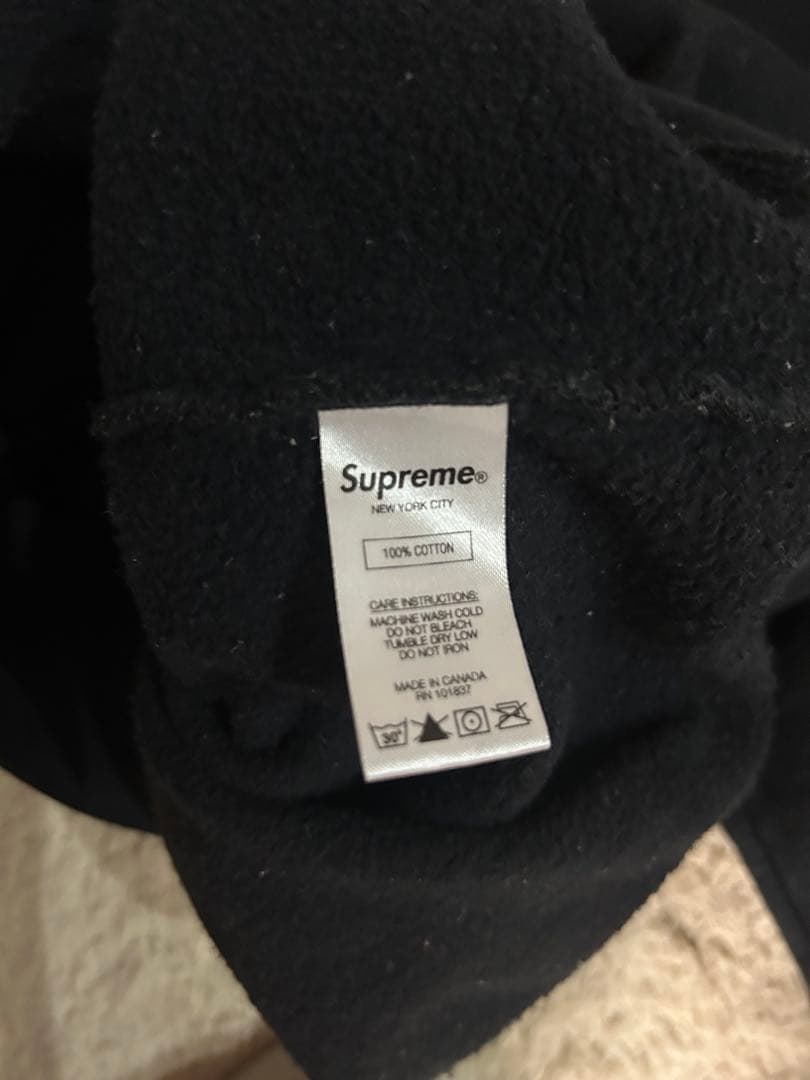 Supreme®
NEW YORK CITY
100% COTTON
CARE INSTRUCTIONS:
MACHINE WASH COLD
DO NOT BLEACH
TUMBLE DRY LOW
DO NOT IRON
MADE IN CANADA
RN 101837
30°